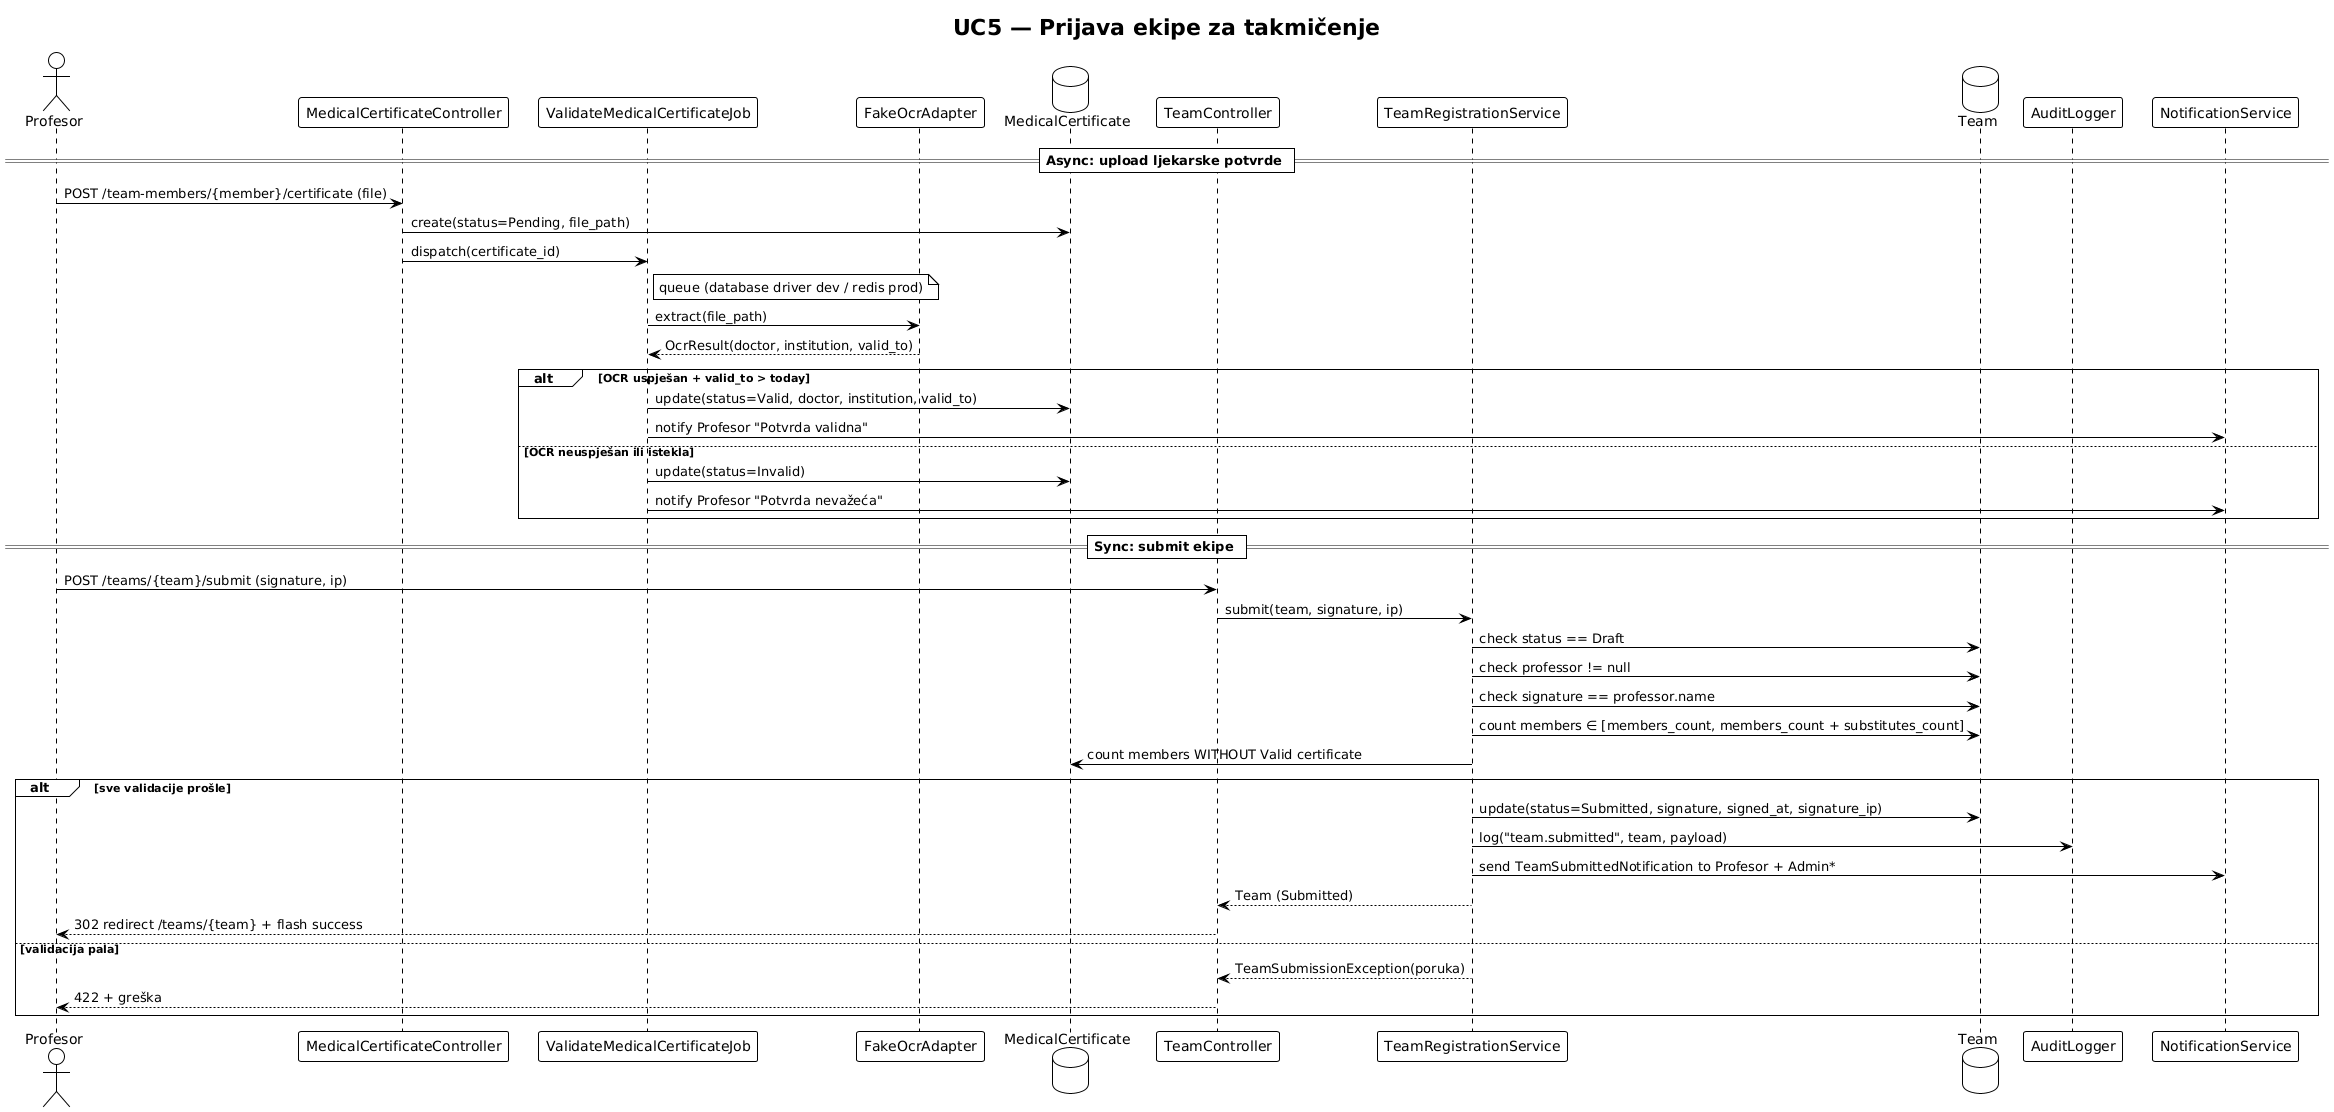 UC5 — Prijava ekipe za takmičenje
Profesor
MedicalCertificateController
ValidateMedicalCertificateJob
FakeOcrAdapter
MedicalCertificate
TeamController
TeamRegistrationService
Team
AuditLogger
NotificationService
Async: upload ljekarske potvrde
POST /team-members/{member}/certificate (file)
create(status=Pending, file_path)
dispatch(certificate_id)
queue (database driver dev / redis prod)
extract(file_path)
OcrResult(doctor, institution, valid_to)
alt [OCR uspješan + valid_to > today]
update(status=Valid, doctor, institution, valid_to)
notify Profesor "Potvrda validna"
[OCR neuspješan ili istekla]
update(status=Invalid)
notify Profesor "Potvrda nevažeća"
Sync: submit ekipe
POST /teams/{team}/submit (signature, ip)
submit(team, signature, ip)
check status == Draft
check professor != null
check signature == professor.name
count members ∈ [members_count, members_count + substitutes_count]
count members WITHOUT Valid certificate
alt [sve validacije prošle]
update(status=Submitted, signature, signed_at, signature_ip)
log("team.submitted", team, payload)
send TeamSubmittedNotification to Profesor + Admin*
Team (Submitted)
302 redirect /teams/{team} + flash success
[validacija pala]
TeamSubmissionException(poruka)
422 + greška
Profesor
MedicalCertificateController
ValidateMedicalCertificateJob
FakeOcrAdapter
MedicalCertificate
TeamController
TeamRegistrationService
Team
AuditLogger
NotificationService